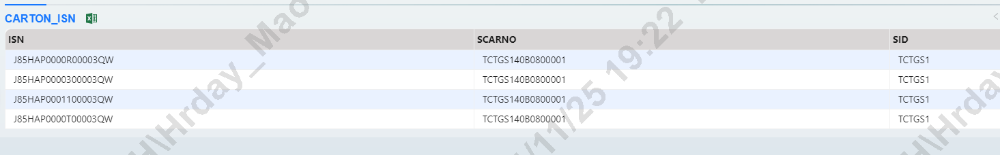 CARTON_ISN
ISN SCARNO SID
J85HAP0000R00003QW TCTGS140B0800001 TCTGS1
J85HAP0000300003QW TCTGS140B0800001 TCTGS1
J85HAP0001100003QW TCTGS140B0800001 TCTGS1
J85HAP0000T00003QW TCTGS140B0800001 TCTGS1
H\Hrday_Mao
/11/25 19:22
H\Hrday